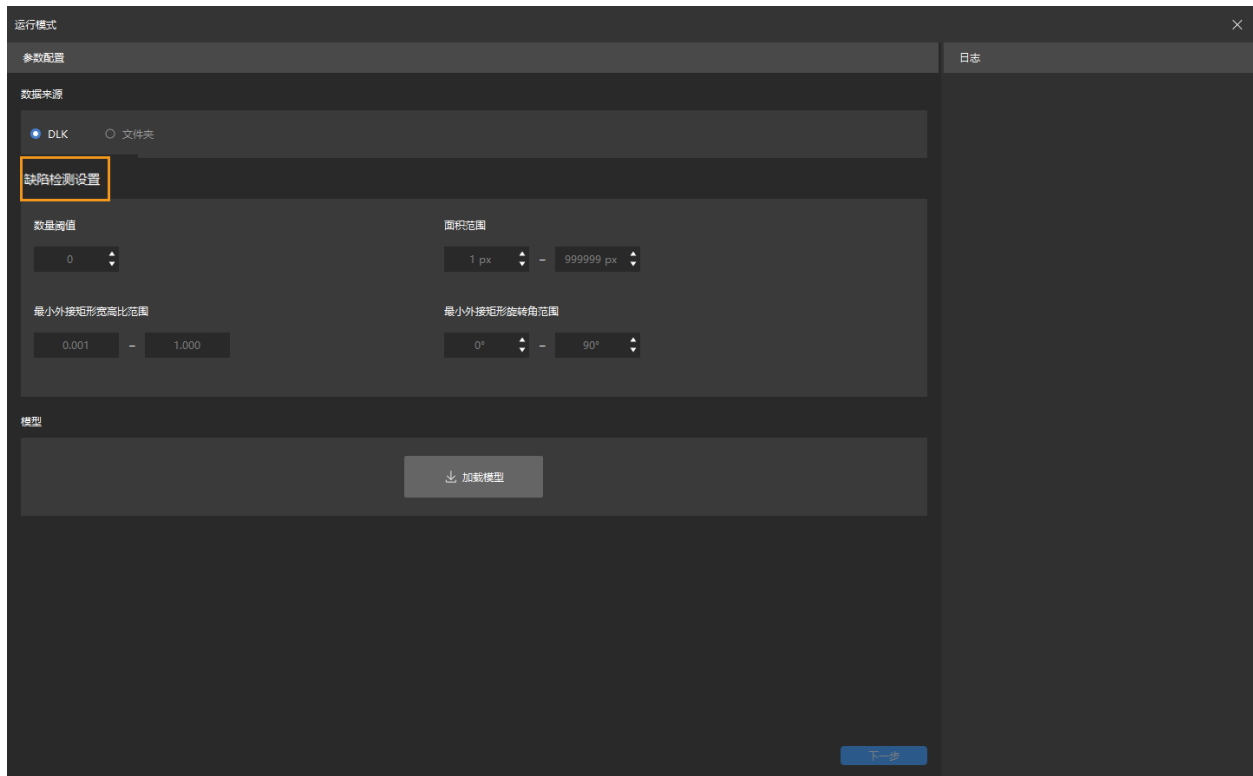 运行模式
参数配置
日志
数据来源
DLK 文件夹
缺陷检测设置
数量阈值 面积范围
0 1 px – 999999 px
最小外接矩形宽高比范围 最小外接矩形旋转角范围
0.001 – 1.000 0° – 90°
模型
加载模型
下一步